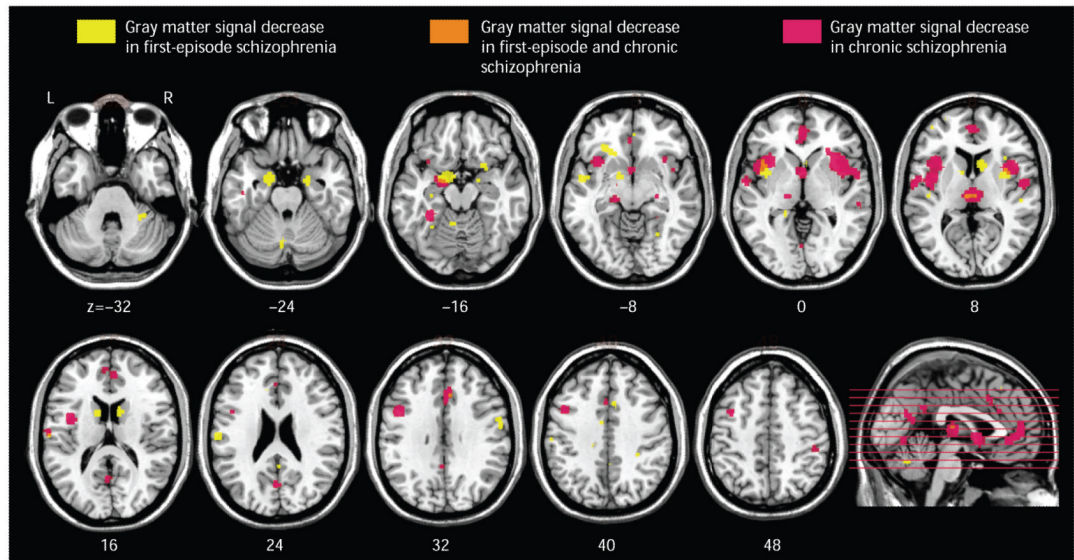 Gray matter signal decrease
in first-episode schizophrenia
Gray matter signal decrease
in first-episode and chronic
schizophrenia
Gray matter signal decrease
in chronic schizophrenia
L
R
z=–32
–24
–16
–8
0
8
16
24
32
40
48